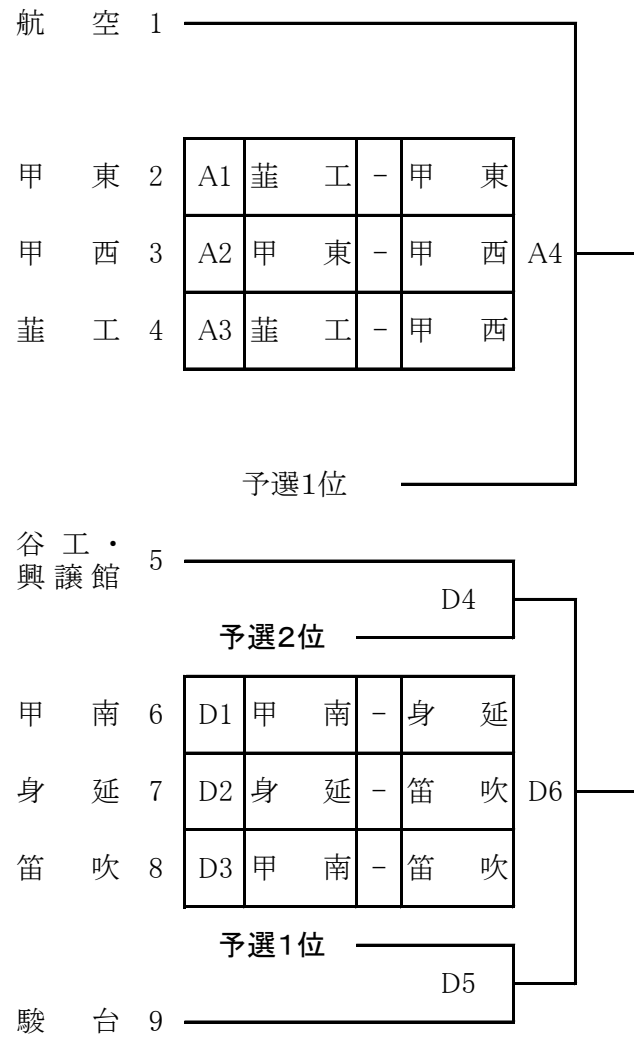 航空 1
甲東 2 A1 韮工 - 甲東
甲西 3 A2 甲東 - 甲西 A4
韮工 4 A3 韮工 - 甲西
予選1位
谷工・
興譲館 5
D4
予選2位
甲南 6 D1 甲南 - 身延
身延 7 D2 身延 - 笛吹 D6
笛吹 8 D3 甲南 - 笛吹
予選1位
D5
駿台 9